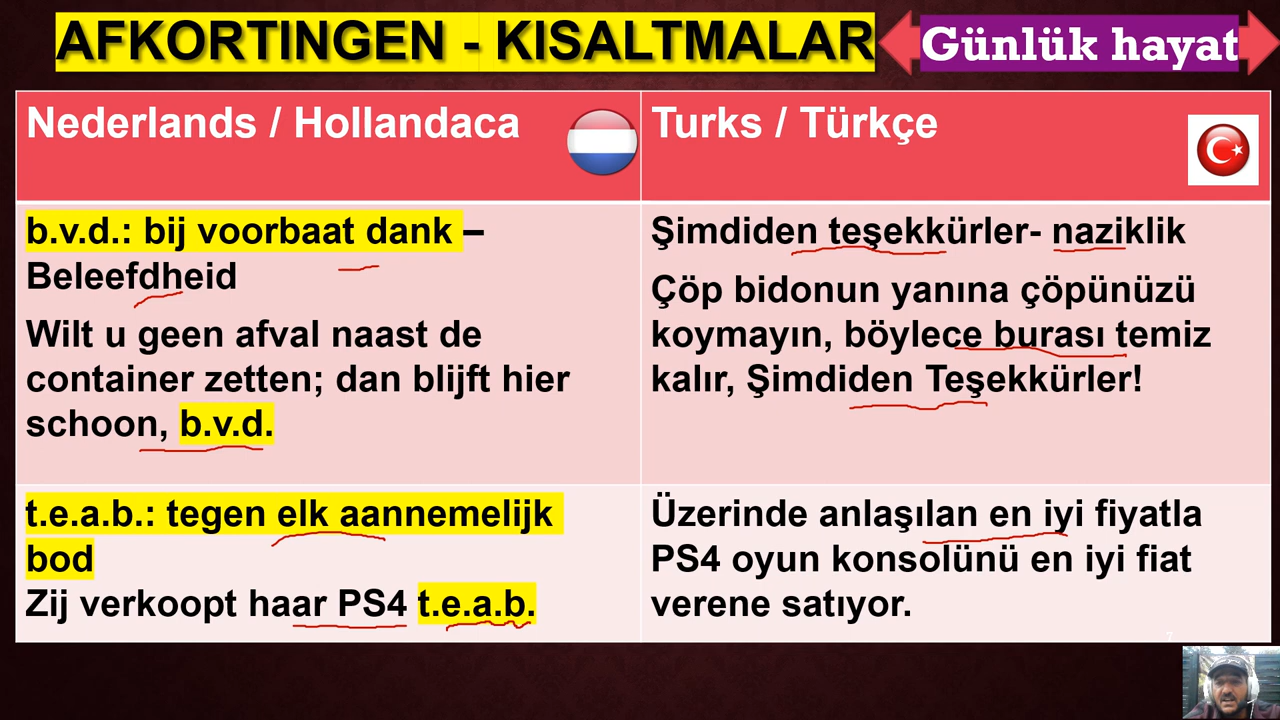 AFKORTINGEN - KISALTMALAR
Günlük hayat
Nederlands / Hollandaca
Turks / Türkçe
b.v.d.: bij voorbaat dank –
Beleefdheid
Wilt u geen afval naast de
container zetten; dan blijft hier
schoon, b.v.d.
Şimdiden teşekkürler- naziklik
Çöp bidonun yanına çöpünüzü
koymayın, böylece burası temiz
kalır, Şimdiden Teşekkürler!
t.e.a.b.: tegen elk aannemelijk
bod
Zij verkoopt haar PS4 t.e.a.b.
Üzerinde anlaşılan en iyi fiyatla
PS4 oyun konsolünü en iyi fiat
verene satıyor.
7